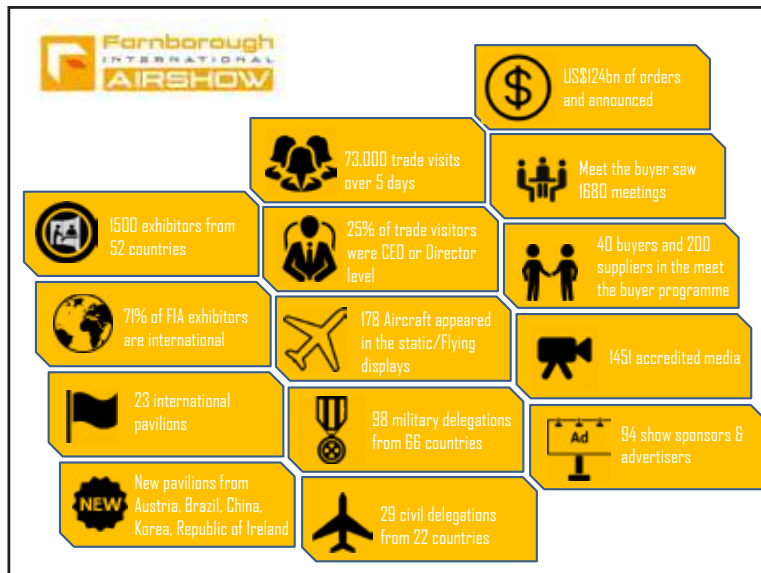 Farnborough
INTERNATIONAL
AIRSHOW
1500 exhibitors from
52 countries
71% of FIA exhibitors
are international
23 international
pavilions
NEW
New pavilions from
Austria, Brazil, China,
Korea, Republic of Ireland
73,000 trade visits
over 5 days
25% of trade visitors
were CEO or Director
level
178 Aircraft appeared
in the static/Flying
displays
98 military delegations
from 66 countries
29 civil delegations
from 22 countries
$
US$124bn of orders
and announced
Meet the buyer saw
1680 meetings
40 buyers and 200
suppliers in the meet
the buyer programme
1451 accredited media
Ad
94 show sponsors &
advertisers